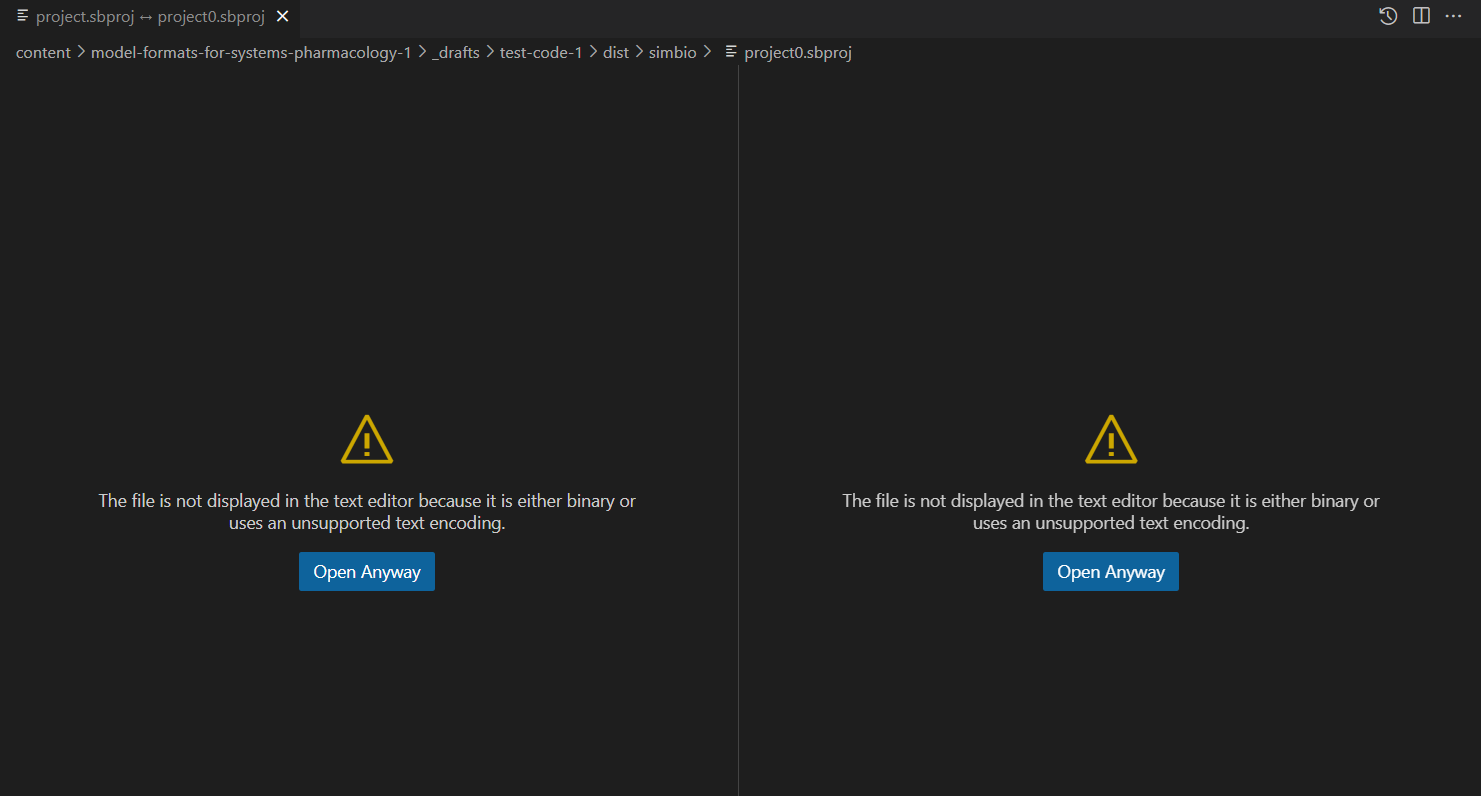 project.sbproj ↔ project0.sbproj
content > model-formats-for-systems-pharmacology-1 > _drafts > test-code-1 > dist > simbio > project0.sbproj
The file is not displayed in the text editor because it is either binary or
uses an unsupported text encoding.
Open Anyway
The file is not displayed in the text editor because it is either binary or
uses an unsupported text encoding.
Open Anyway